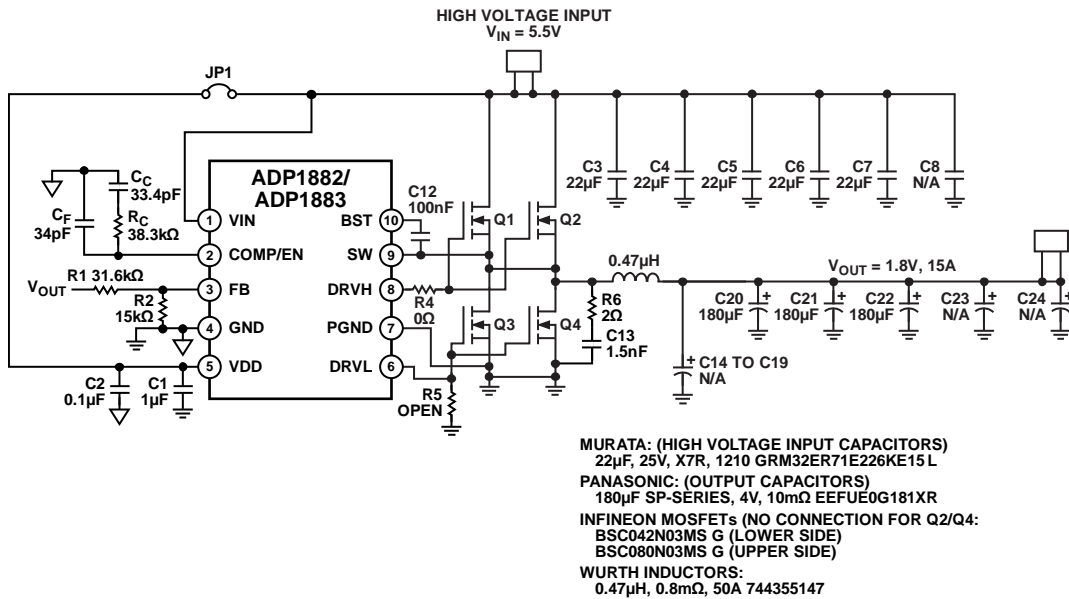 HIGH VOLTAGE INPUT
VIN = 5.5V
JP1
ADP1882/
ADP1883
CC
33.4pF
CF
34pF
RC
38.3kΩ
R1 31.6kΩ
VOUT
R2
15kΩ
C2
0.1µF
C1
1µF
1 VIN
2 COMP/EN
3 FB
4 GND
5 VDD
BST 10
SW 9
DRVH 8
PGND 7
DRVL 6
C12
100nF
R4
0Ω
R5
OPEN
Q1
Q2
Q3
Q4
0.47µH
R6
2Ω
C13
1.5nF
C3
22µF
C4
22µF
C5
22µF
C6
22µF
C7
22µF
C8
N/A
VOUT = 1.8V, 15A
C20
180µF
+
C21
180µF
+
C22
180µF
+
C23
N/A
+
C24
N/A
+
+
C14 TO C19
N/A
MURATA: (HIGH VOLTAGE INPUT CAPACITORS)
22µF, 25V, X7R, 1210 GRM32ER71E226KE15L
PANASONIC: (OUTPUT CAPACITORS)
180µF SP-SERIES, 4V, 10mΩ EEFUE0G181XR
INFINEON MOSFETs (NO CONNECTION FOR Q2/Q4:
BSC042N03MS G (LOWER SIDE)
BSC080N03MS G (UPPER SIDE)
WURTH INDUCTORS:
0.47µH, 0.8mΩ, 50A 744355147